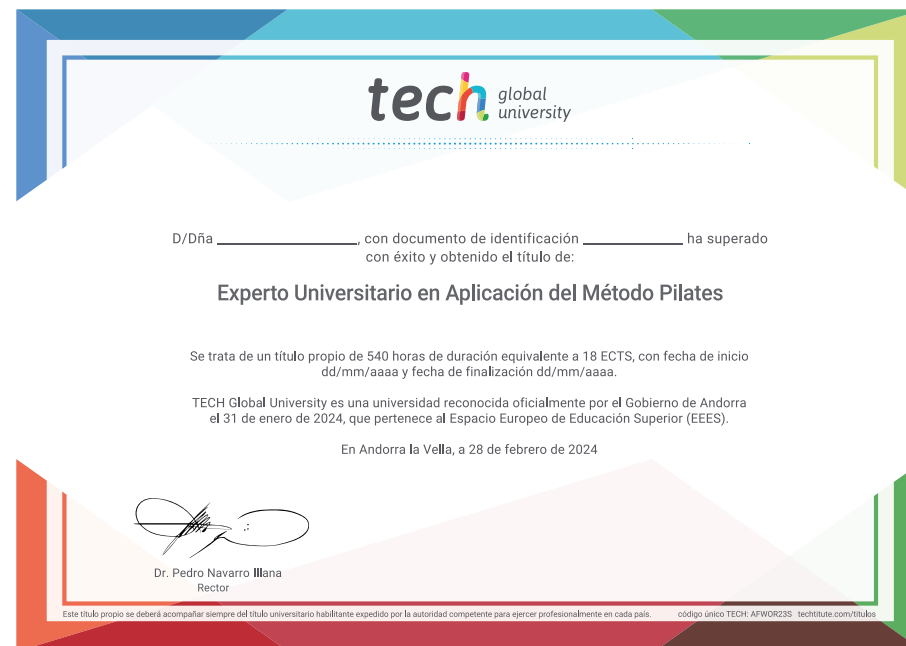 tech global university
D/Dña ____________________, con documento de identificación ______________ ha superado
con éxito y obtenido el título de:
Experto Universitario en Aplicación del Método Pilates
Se trata de un título propio de 540 horas de duración equivalente a 18 ECTS, con fecha de inicio
dd/mm/aaaa y fecha de finalización dd/mm/aaaa.
TECH Global University es una universidad reconocida oficialmente por el Gobierno de Andorra
el 31 de enero de 2024, que pertenece al Espacio Europeo de Educación Superior (EEES).
En Andorra la Vella, a 28 de febrero de 2024
Dr. Pedro Navarro Illana
Rector
Este título propio se deberá acompañar siempre del título universitario habilitante expedido por la autoridad competente para ejercer profesionalmente en cada país. código único TECH: AFWOR23S techtitute.com/titulos